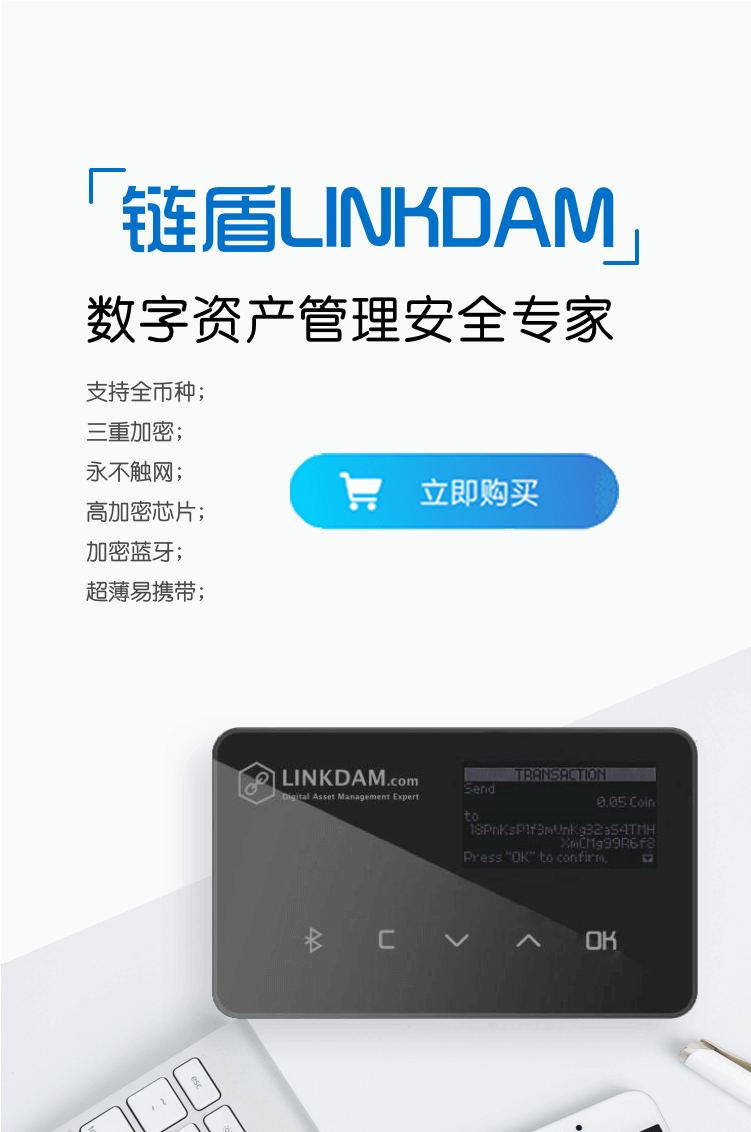 链盾LINKDAM
数字资产管理安全专家
支持全币种；
三重加密；
永不触网；
高加密芯片；
加密蓝牙；
超薄易携带；
立即购买
LINKDAM.com
Digital Asset Management Expert
TRANSACTION
Send
0.05 Coin
to
18PnKsP1f3mUnKg32aS4TMH
XmCMg99R6f8
Press "OK" to confirm,
C
OK
esc